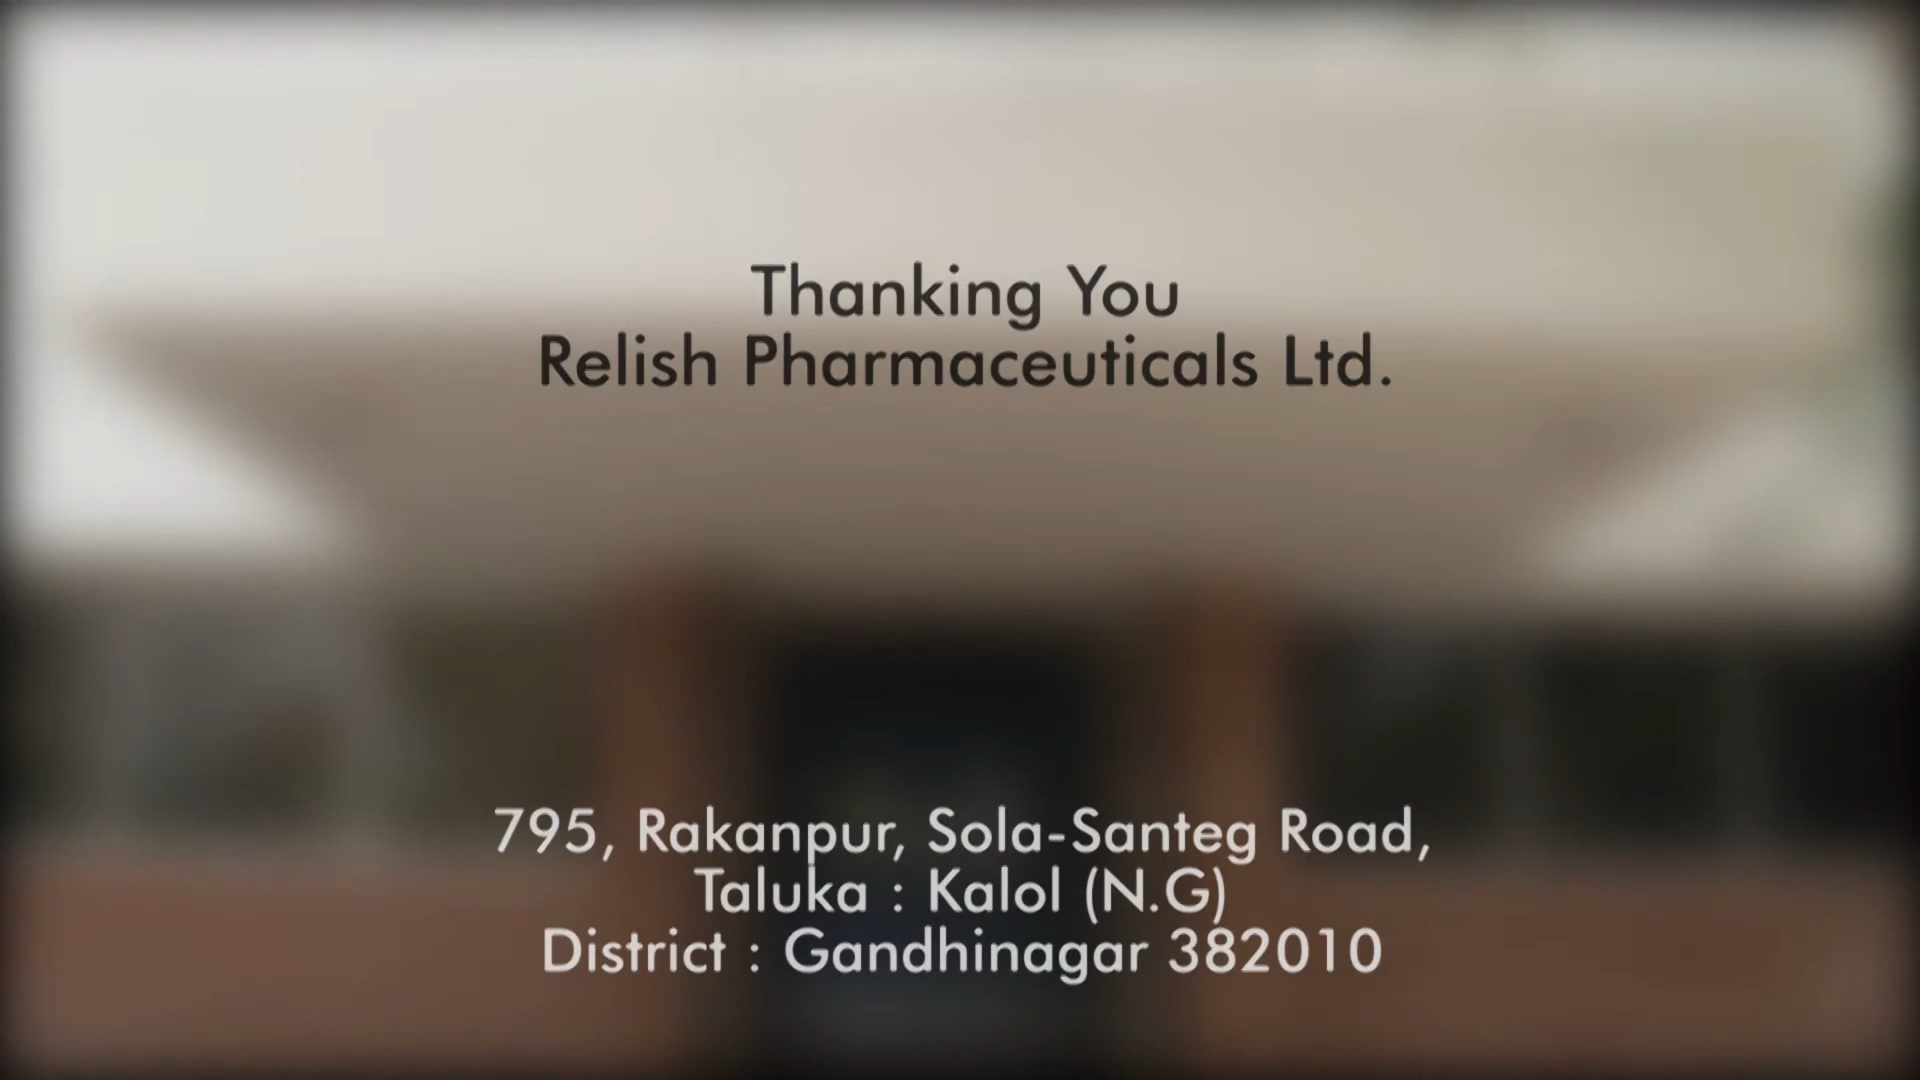 Thanking You
Relish Pharmaceuticals Ltd.
795, Rakanpur, Sola-Santeg Road,
Taluka : Kalol (N.G)
District : Gandhinagar 382010